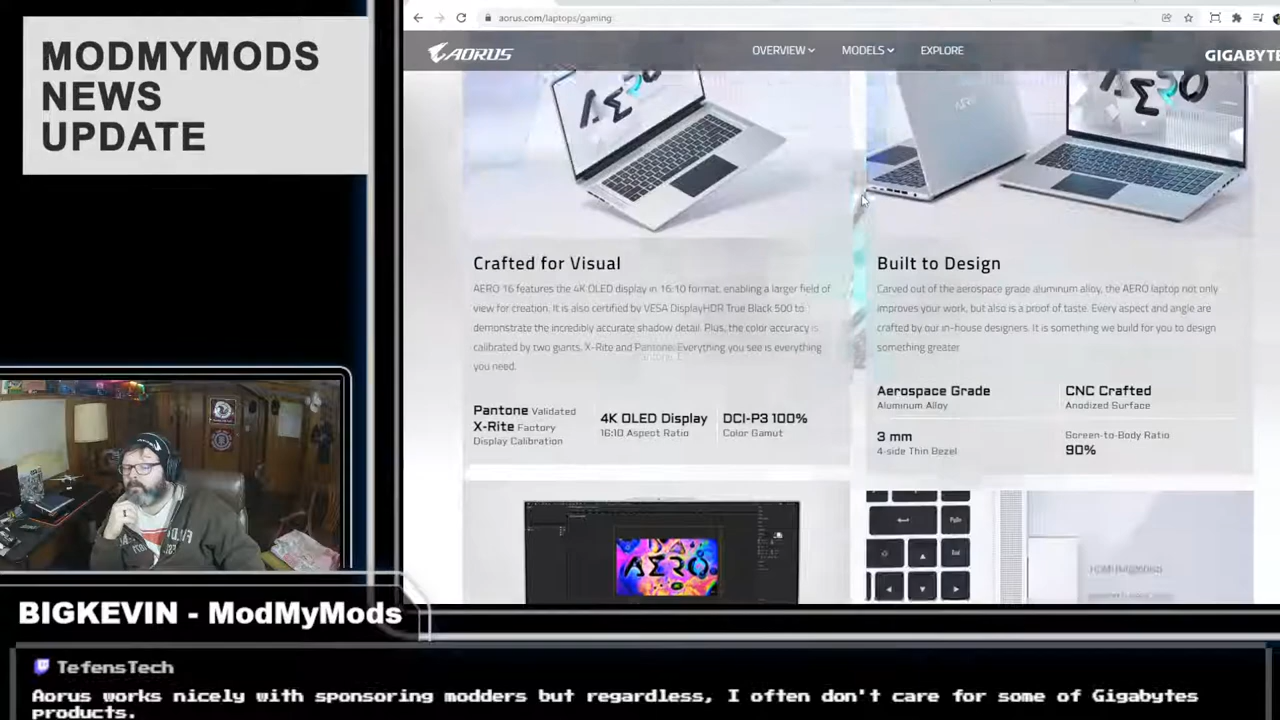 MODMYMODS
NEWS
UPDATE
aorus.com/laptops/gaming
AORUS
OVERVIEW
MODELS
EXPLORE
GIGABYTE
Crafted for Visual
AERO 16 features the 4K OLED display in 16:10 format, enabling a larger field of
view for creation. It is also certified by VESA DisplayHDR True Black 500 to
demonstrate the incredibly accurate shadow detail. Plus, the color accuracy is
calibrated by two giants, X-Rite and Pantone. Everything you see is everything
you need.
Pantone Validated
X-Rite Factory
Display Calibration
4K OLED Display
16:10 Aspect Ratio
DCI-P3 100%
Color Gamut
Built to Design
Carved out of the aerospace grade aluminum alloy, the AERO laptop not only
improves your work, but also is a proof of taste. Every aspect and angle are
crafted by our in-house designers. It is something we build for you to design
something greater
Aerospace Grade
Aluminum Alloy
CNC Crafted
Anodized Surface
3 mm
4-side Thin Bezel
Screen-to-Body Ratio
90%
AERO
BIGKEVIN - ModMyMods
TefensTech
Aorus works nicely with sponsoring modders but regardless, I often don't care for some of Gigabytes
products.